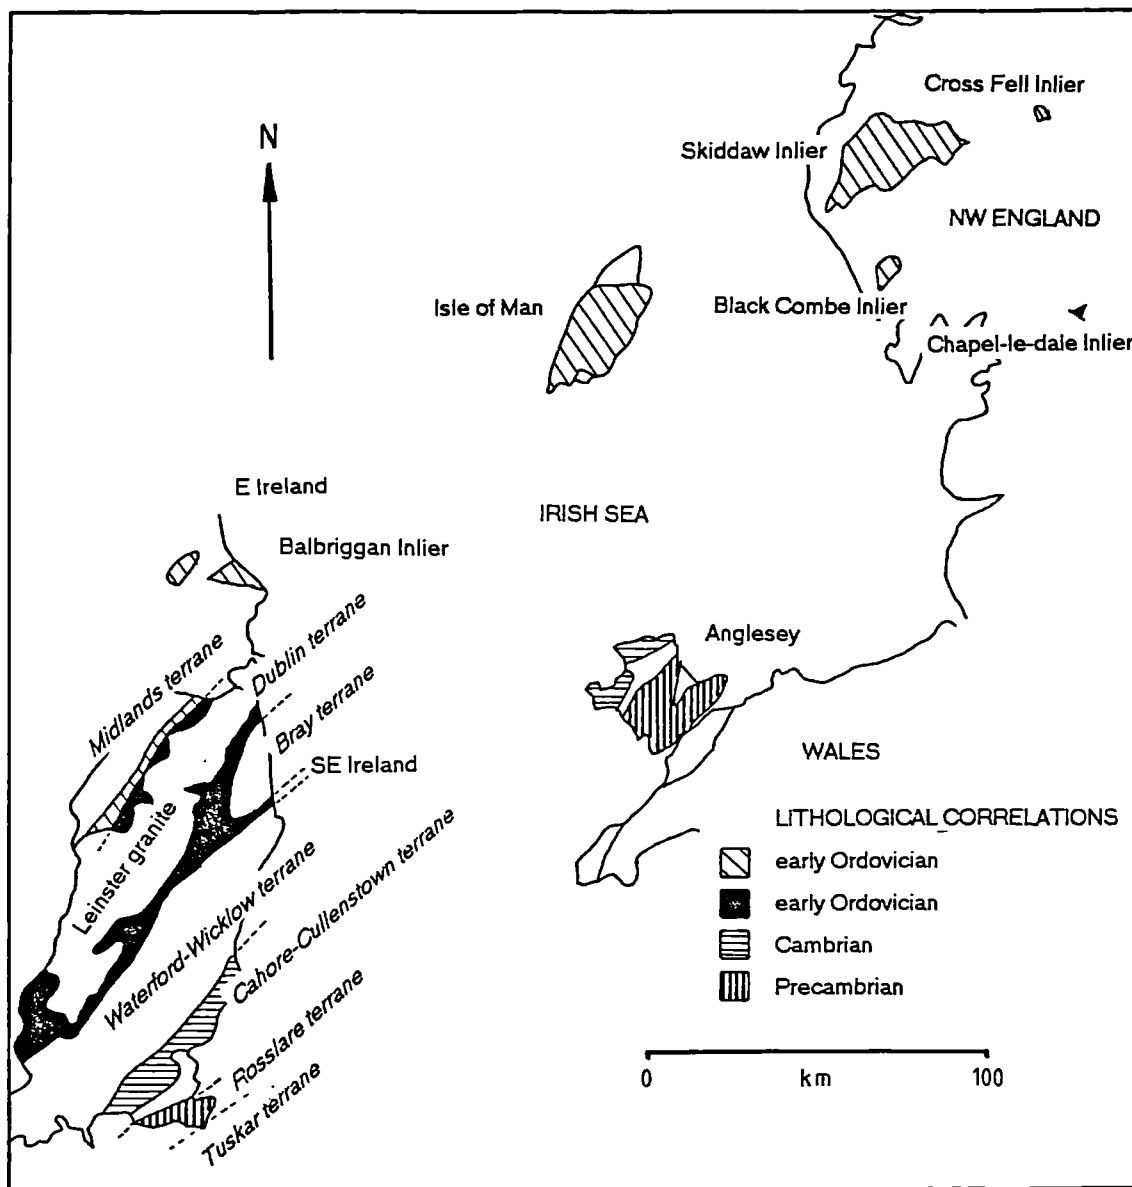 Cross Fell Inlier
N
Skiddaw Inlier
NW ENGLAND
Isle of Man
Black Combe Inlier
Chapel-le-dale Inlier
E Ireland
IRISH SEA
Balbriggan Inlier
Midlands terrane
Dublin terrane
Bray terrane
Anglesey
SE Ireland
WALES
Leinster granite
Waterford-Wicklow terrane
Cahore-Cullenstown terrane
Rosslare terrane
Tuskar terrane
LITHOLOGICAL CORRELATIONS
early Ordovician
early Ordovician
Cambrian
Precambrian
0 km 100